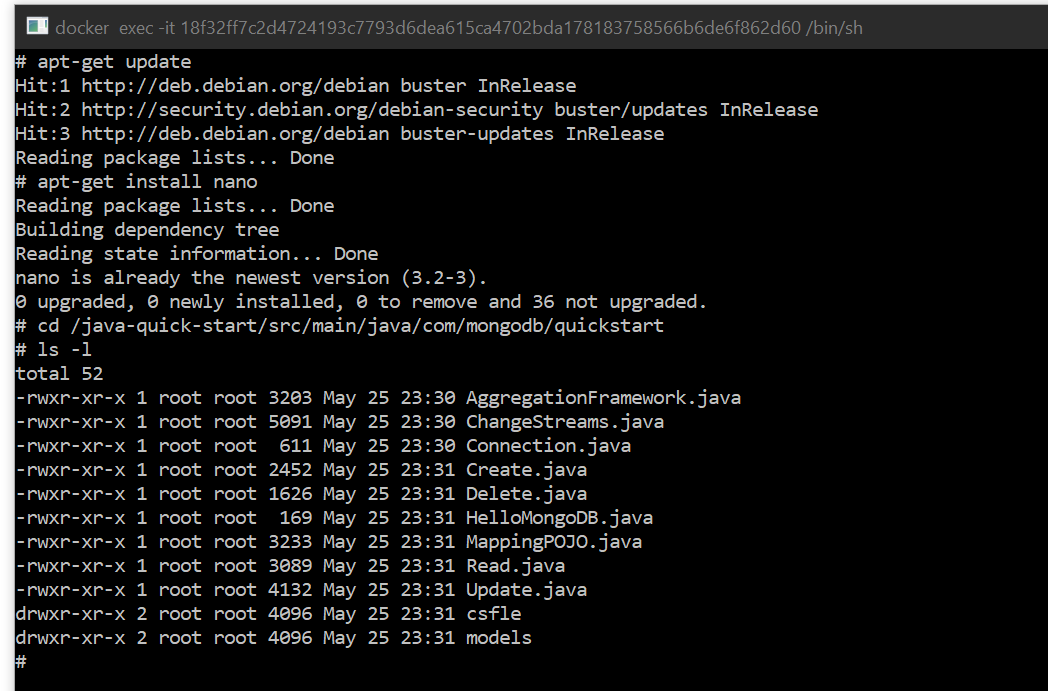 docker  exec -it 18f32ff7c2d4724193c7793d6dea615ca4702bda178183758566b6de6f862d60 /bin/sh
# apt-get update
Hit:1 http://deb.debian.org/debian buster InRelease
Hit:2 http://security.debian.org/debian-security buster/updates InRelease
Hit:3 http://deb.debian.org/debian buster-updates InRelease
Reading package lists... Done
# apt-get install nano
Reading package lists... Done
Building dependency tree
Reading state information... Done
nano is already the newest version (3.2-3).
0 upgraded, 0 newly installed, 0 to remove and 36 not upgraded.
# cd /java-quick-start/src/main/java/com/mongodb/quickstart
# ls -l
total 52
-rwxr-xr-x 1 root root 3203 May 25 23:30 AggregationFramework.java
-rwxr-xr-x 1 root root 5091 May 25 23:30 ChangeStreams.java
-rwxr-xr-x 1 root root  611 May 25 23:30 Connection.java
-rwxr-xr-x 1 root root 2452 May 25 23:31 Create.java
-rwxr-xr-x 1 root root 1626 May 25 23:31 Delete.java
-rwxr-xr-x 1 root root  169 May 25 23:31 HelloMongoDB.java
-rwxr-xr-x 1 root root 3233 May 25 23:31 MappingPOJO.java
-rwxr-xr-x 1 root root 3089 May 25 23:31 Read.java
-rwxr-xr-x 1 root root 4132 May 25 23:31 Update.java
drwxr-xr-x 2 root root 4096 May 25 23:31 csfle
drwxr-xr-x 2 root root 4096 May 25 23:31 models
#